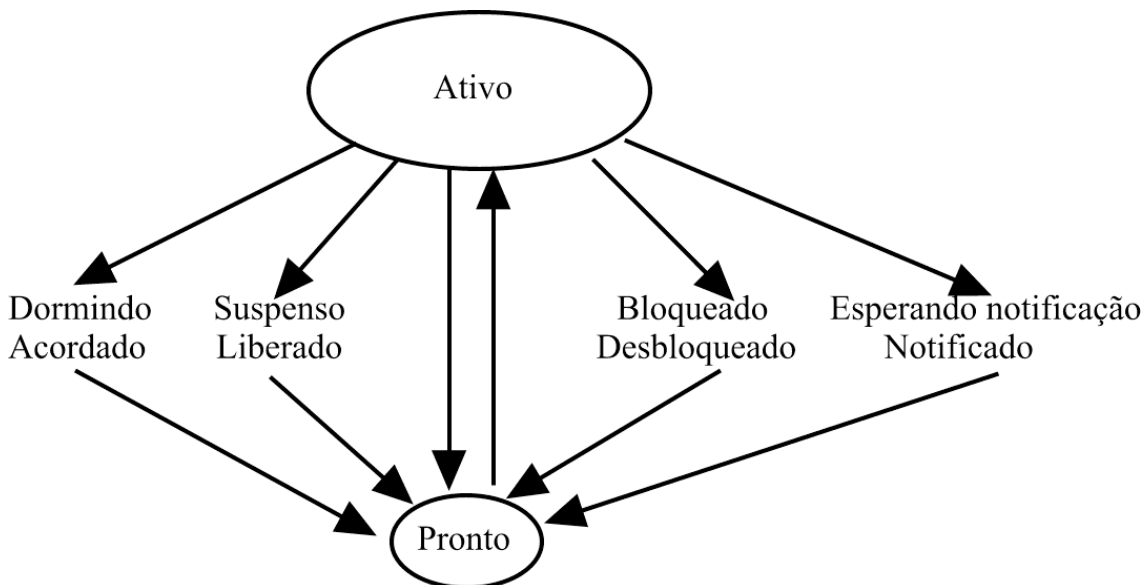 Ativo
Dormindo
Acordado
Suspenso
Liberado
Bloqueado
Desbloqueado
Esperando notificação
Notificado
Pronto